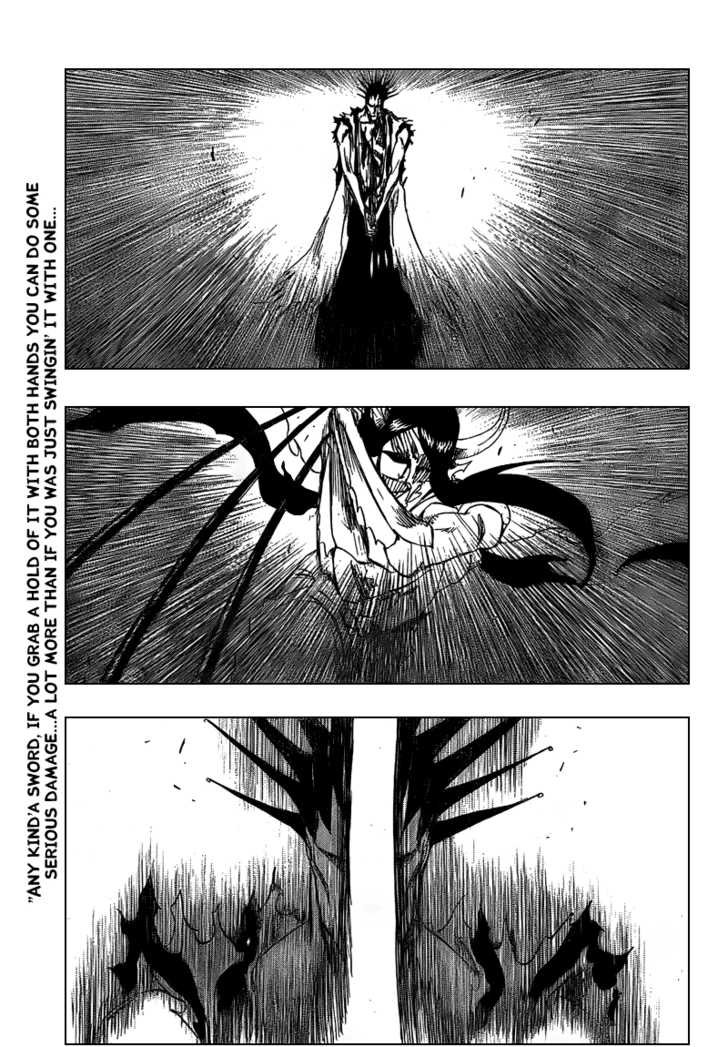 "ANY KIND'A SWORD, IF YOU GRAB A HOLD OF IT WITH BOTH HANDS YOU CAN DO SOME
SERIOUS DAMAGE...A LOT MORE THAN IF YOU WAS JUST SWINGIN' IT WITH ONE...